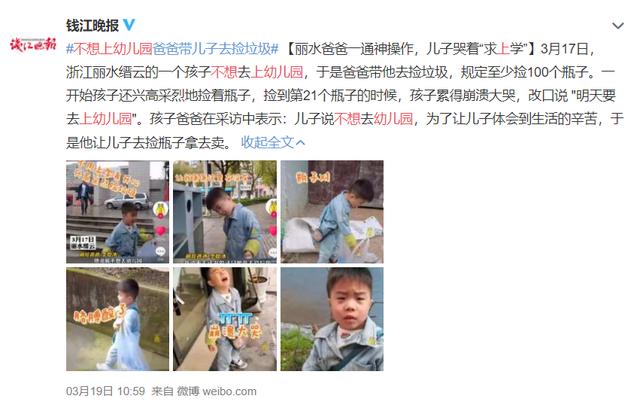 钱江晚报
钱江晚报
#不想上幼儿园爸爸带儿子去捡垃圾# 【丽水爸爸一通神操作，儿子哭着“求上学”】3月17日，
浙江丽水缙云的一个孩子不想去上幼儿园，于是爸爸带他去捡垃圾，规定至少捡100个瓶子。一
开始孩子还兴高采烈地捡着瓶子，捡到第21个瓶子的时候，孩子累得崩溃大哭，改口说 "明天要
去上幼儿园"。孩子爸爸在采访中表示：儿子说不想去幼儿园，为了让儿子体会到生活的辛苦，于
是他让儿子去捡瓶子拿去卖。 收起全文
3月17日
丽水缙云
瓶子呢
胳膊酸了
崩溃大哭
03月19日 10:59 来自 微博 weibo.com